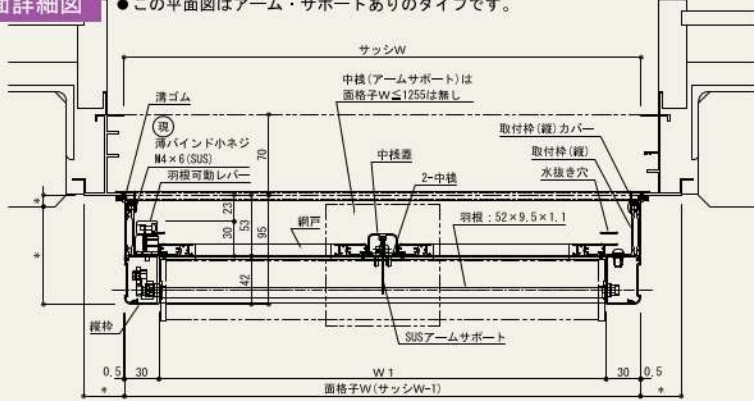 面詳細図
●この平面図はアーム・サポートありのタイプです。
サッシW
中桟(アームサポート)は
面格子W≦1255は無し
溝ゴム
現
薄バインド小ネジ
M4×6(SUS)
羽根可動レバー
70
中桟蓋
2-中桟
取付枠(縦)カバー
取付枠(縦)
水抜き穴
*
23
53
95
30
網戸
羽根：52×9.5×1.1
*
42
縦枠
SUSアームサポート
0.5
30
W1
30
0.5
*
面格子W(サッシW-1)
*